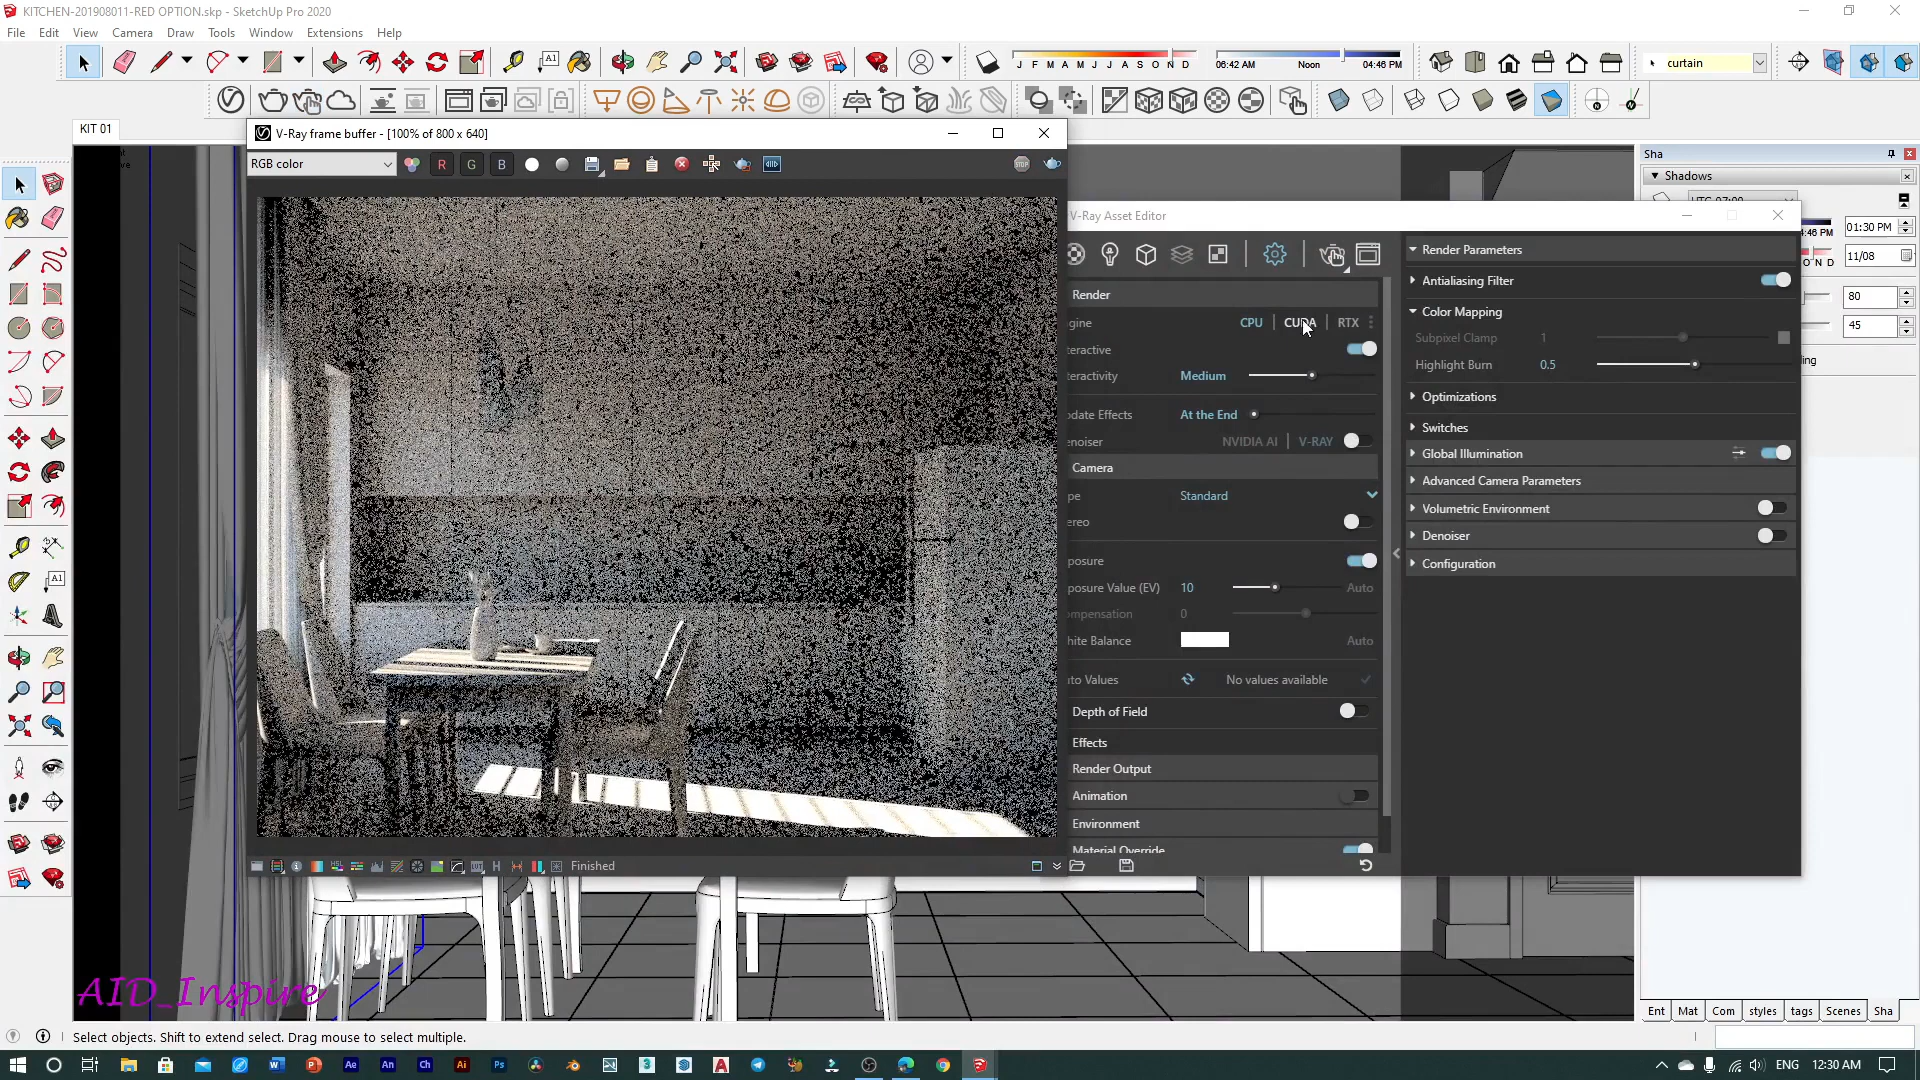 KITCHEN-201908011-RED OPTION.skp - SketchUp Pro 2020
File Edit View Camera Draw Tools Window Extensions Help
J F M A M J J A S O N D 06:42 AM Noon 04:46 PM curtain
KIT 01
V-Ray frame buffer - [100% of 800 x 640]
RGB color R G B
STOP
Finished
V-Ray Asset Editor
Render
gine CPU CUDA RTX
teractive
teractivity Medium
pdate Effects At the End
enoiser NVIDIA AI V-RAY
Camera
pe Standard
ereo
posure
posure Value (EV) 10 Auto
ompensation 0
hite Balance Auto
uto Values No values available
Depth of Field
Effects
Render Output
Animation
Environment
Material Override
Render Parameters
Antialiasing Filter
Color Mapping
Subpixel Clamp 1
Highlight Burn 0.5
Optimizations
Switches
Global Illumination
Advanced Camera Parameters
Volumetric Environment
Denoiser
Configuration
Sha
Shadows
4:46 PM 01:30 PM
O N D 11/08
80
45
ing
Ent Mat Com styles tags Scenes Sha
AID_Inspire
Select objects. Shift to extend select. Drag mouse to select multiple.
ENG 12:30 AM